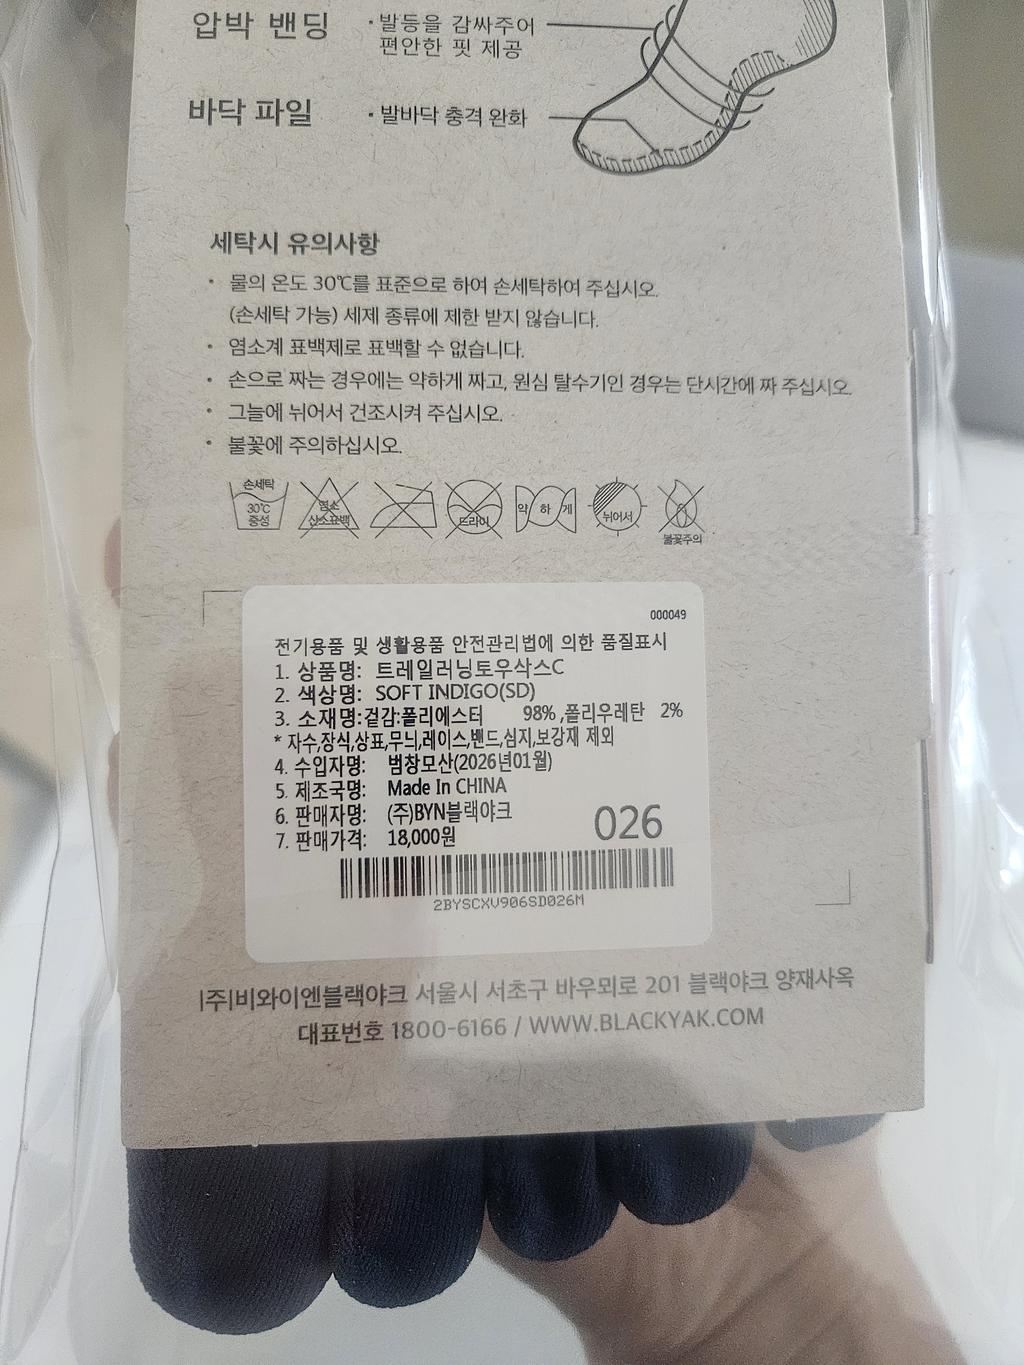 압박 밴딩
· 발등을 감싸주어
편안한 핏 제공
바닥 파일
· 발바닥 충격 완화
세탁시 유의사항
· 물의 온도 30℃를 표준으로 하여 손세탁하여 주십시오.
(손세탁 가능) 세제 종류에 제한 받지 않습니다.
· 염소계 표백제로 표백할 수 없습니다.
· 손으로 짜는 경우에는 약하게 짜고, 원심 탈수기인 경우는 단시간에 짜 주십시오.
· 그늘에 뉘어서 건조시켜 주십시오.
· 불꽃에 주의하십시오.
손세탁
30℃
중성
염소
산소표백
드라이
약 하 게
뉘어서
불꽃주의
000049
전기용품 및 생활용품 안전관리법에 의한 품질표시
1. 상품명: 트레일러닝토우삭스C
2. 색상명: SOFT INDIGO(SD)
3. 소재명:겉감:폴리에스터 98% ,폴리우레탄 2%
* 자수,장식,상표,무늬,레이스,밴드,심지,보강재 제외
4. 수입자명: 범창모산(2026년01월)
5. 제조국명: Made In CHINA
6. 판매자명: (주)BYN블랙야크
7. 판매가격: 18,000원
026
2BYSCXV906SD026M
|주|비와이엔블랙야크 서울시 서초구 바우뫼로 201 블랙야크 양재사옥
대표번호 1800-6166 / WWW.BLACKYAK.COM